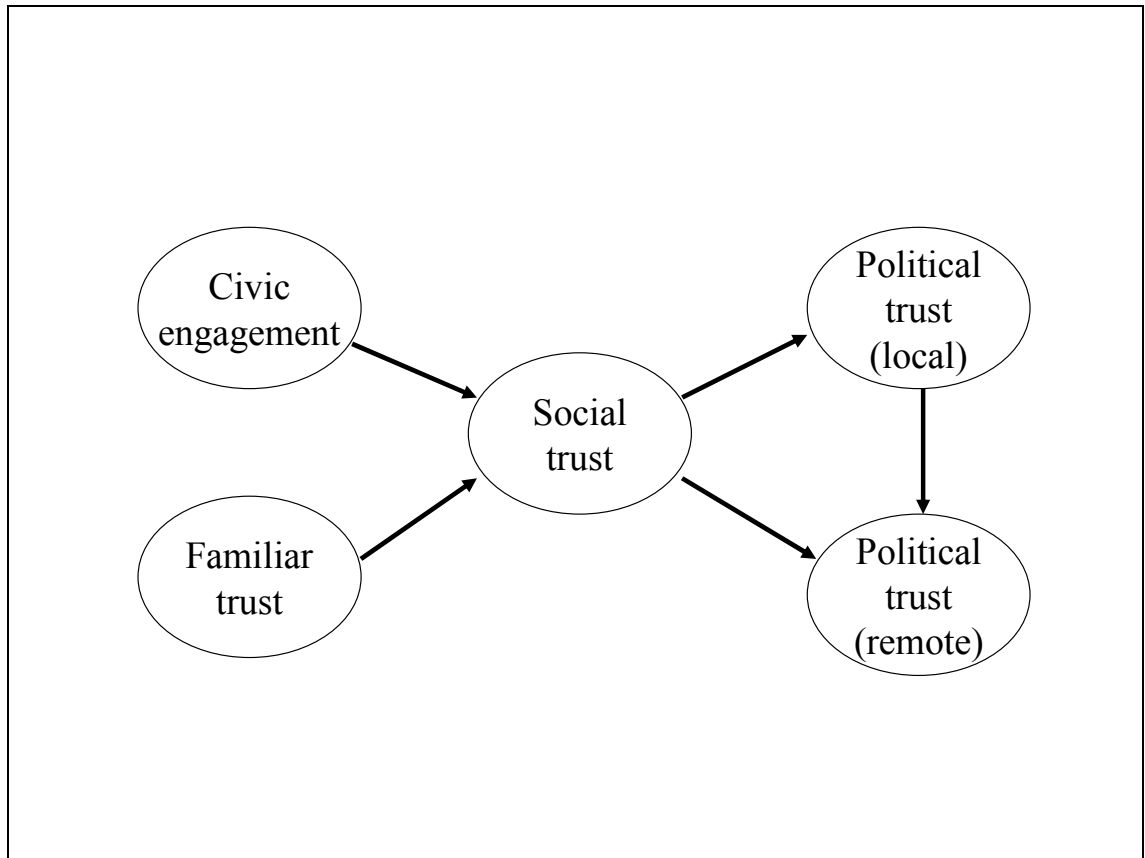 Civic
engagement
Familiar
trust
Social
trust
Political
trust
(local)
Political
trust
(remote)